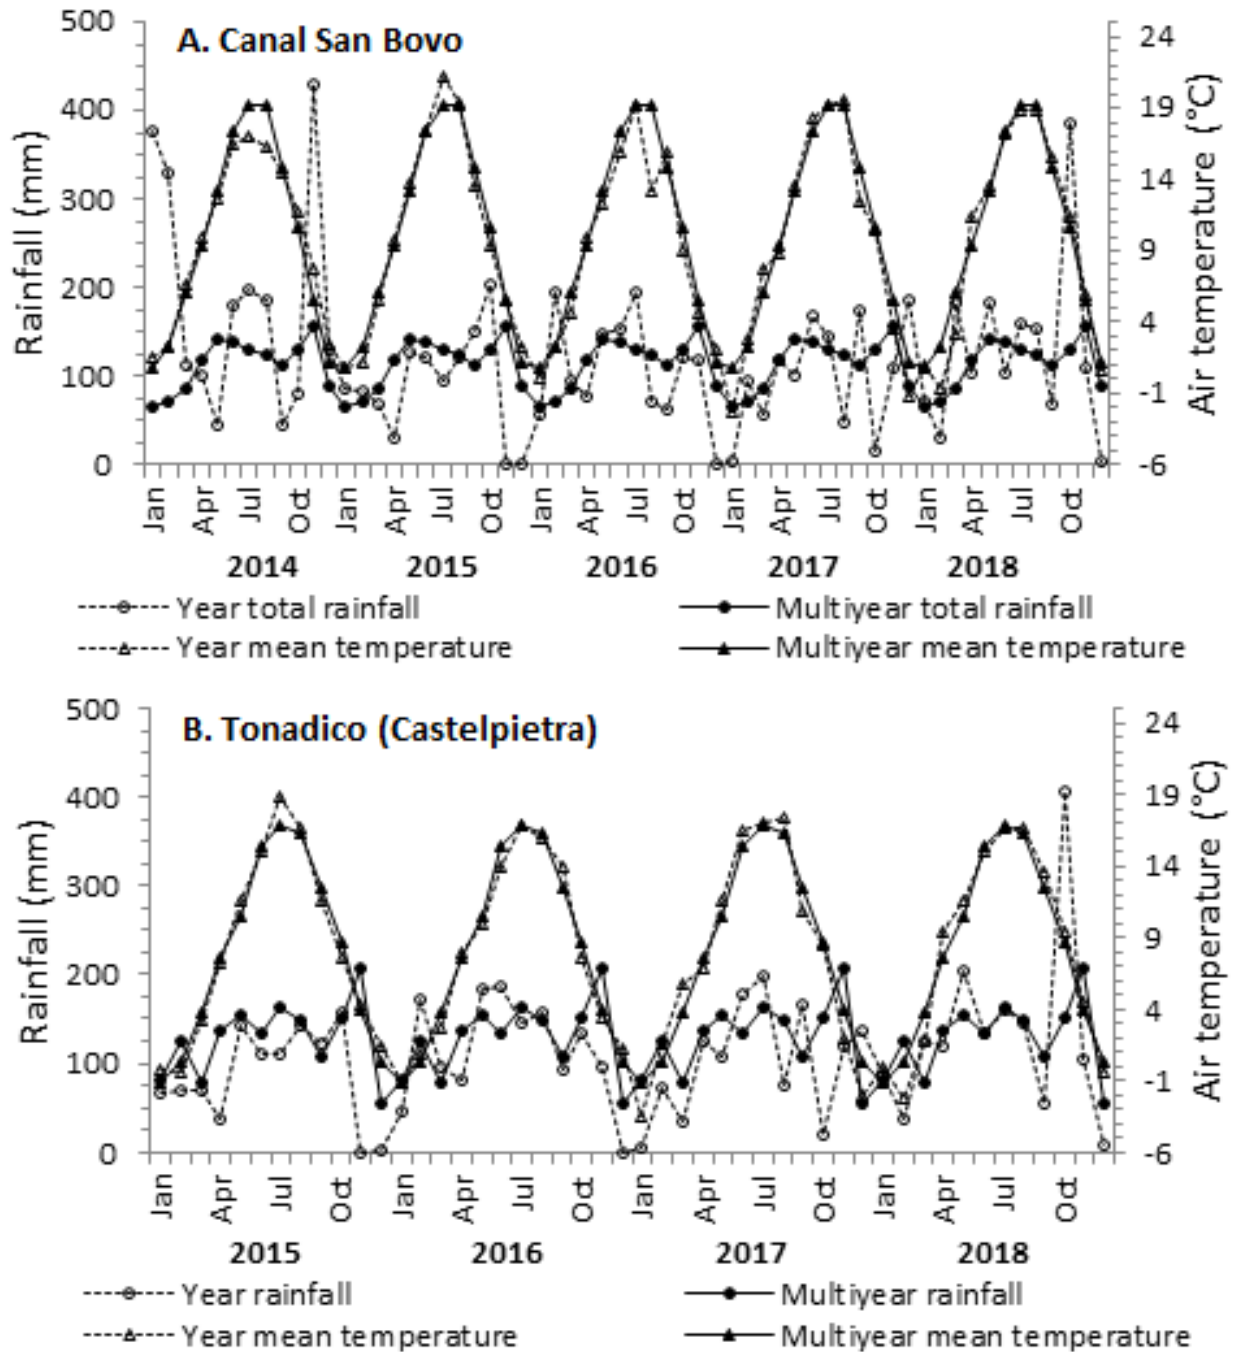 A. Canal San Bovo
Rainfall (mm)
500
400
300
200
100
0
Air temperature (°C)
24
19
14
9
4
-1
-6
Jan Apr Jul Oct Jan Apr Jul Oct Jan Apr Jul Oct Jan Apr Jul Oct Jan Apr Jul Oct
2014 2015 2016 2017 2018
Year total rainfall Multiyear total rainfall
Year mean temperature Multiyear mean temperature
B. Tonadico (Castelpietra)
Rainfall (mm)
500
400
300
200
100
0
Air temperature (°C)
24
19
14
9
4
-1
-6
Jan Apr Jul Oct Jan Apr Jul Oct Jan Apr Jul Oct Jan Apr Jul Oct
2015 2016 2017 2018
Year rainfall Multiyear rainfall
Year mean temperature Multiyear mean temperature